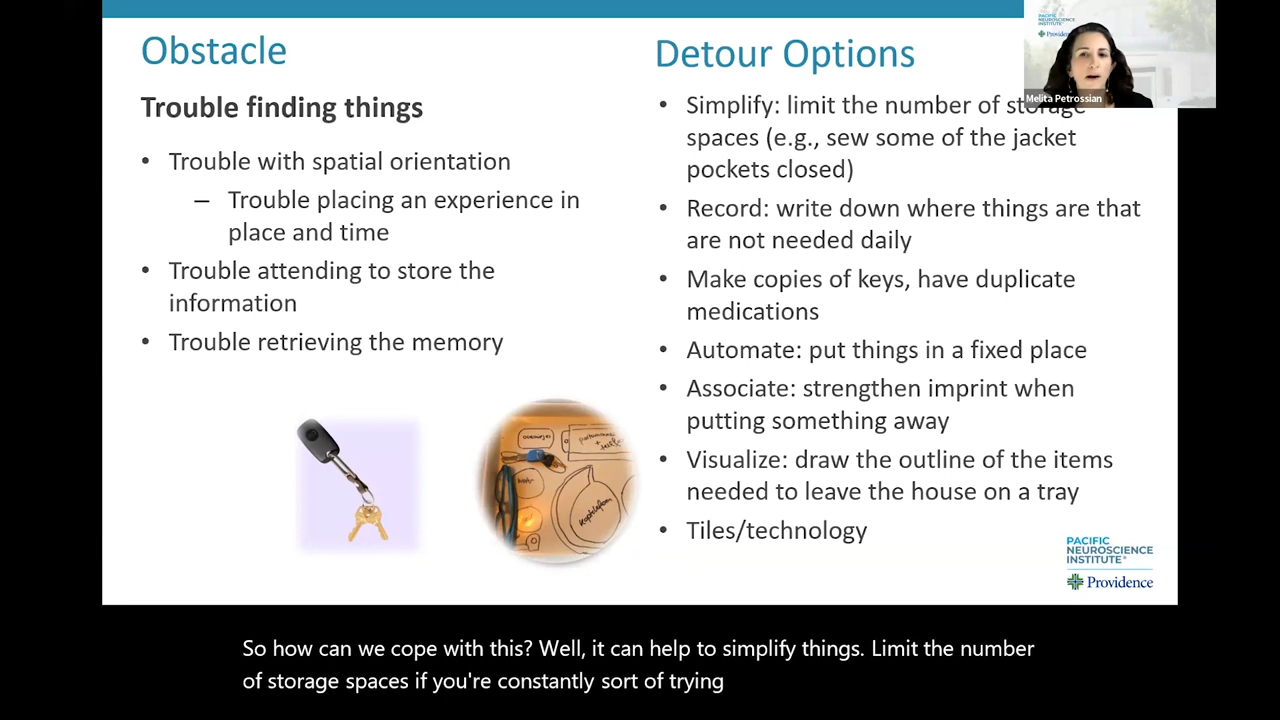 Obstacle
Trouble finding things
• Trouble with spatial orientation
– Trouble placing an experience in
place and time
• Trouble attending to store the
information
• Trouble retrieving the memory
Detour Options
• Simplify: limit the number of storage
spaces (e.g., sew some of the jacket
pockets closed)
• Record: write down where things are that
are not needed daily
• Make copies of keys, have duplicate
medications
• Automate: put things in a fixed place
• Associate: strengthen imprint when
putting something away
• Visualize: draw the outline of the items
needed to leave the house on a tray
• Tiles/technology
PACIFIC
NEUROSCIENCE
INSTITUTE
Providence
Melita Petrossian
PACIFIC
NEUROSCIENCE
INSTITUTE®
Providence
So how can we cope with this? Well, it can help to simplify things. Limit the number
of storage spaces if you're constantly sort of trying